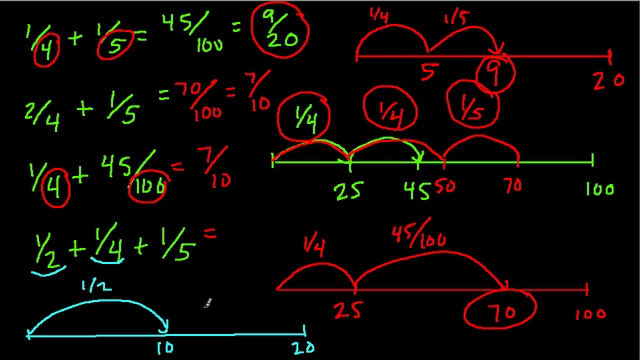 1/4 + 1/5 = 45/100 = 9/20
2/4 + 1/5 = 70/100 = 7/10
1/4 + 45/100 = 7/10
1/2 + 1/4 + 1/5 =
1/2
10 20
1/4 1/5
5 9 20
1/4 1/4 1/5
25 45 50 70 100
1/4 45/100
25 70 100